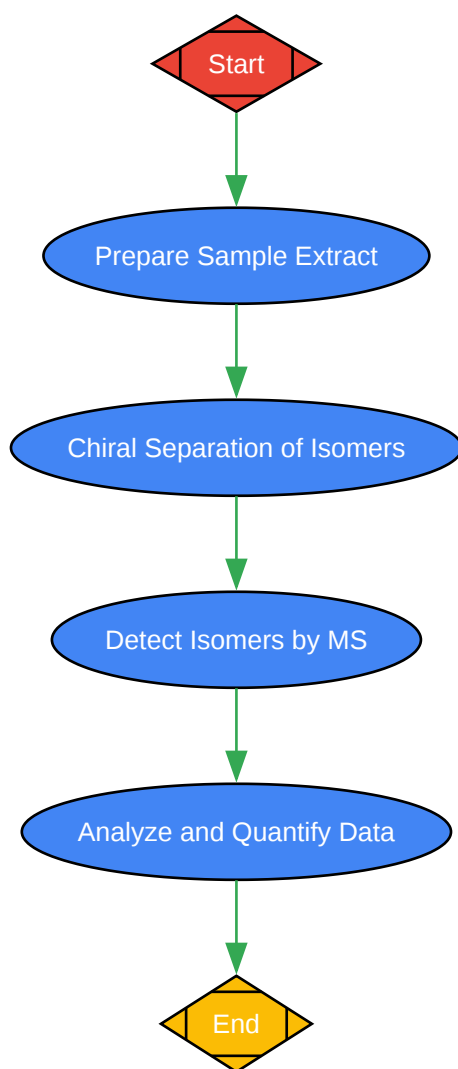 Start
Prepare Sample Extract
Chiral Separation of Isomers
Detect Isomers by MS
Analyze and Quantify Data
End